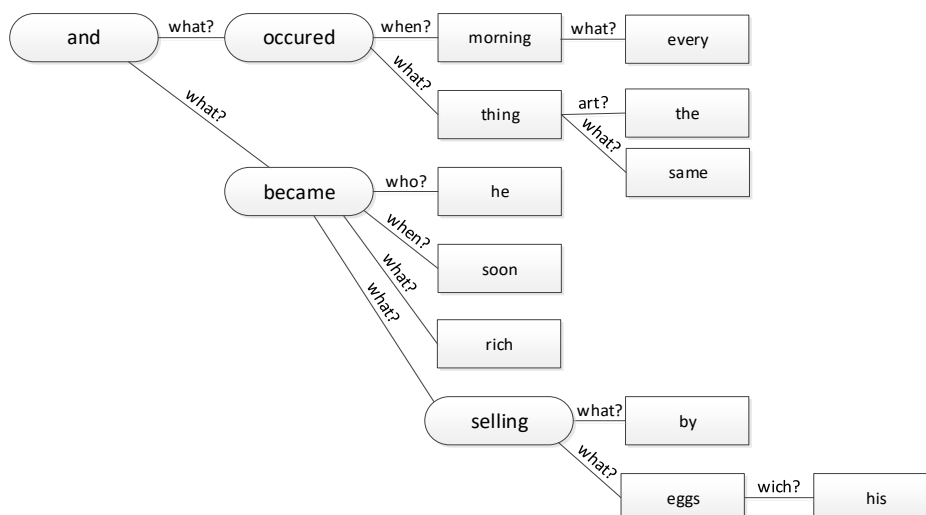 and
what?
occured
when?
morning
what?
every
what?
thing
art?
the
what?
same
what?
became
who?
he
when?
soon
what?
rich
what?
selling
what?
by
what?
eggs
wich?
his